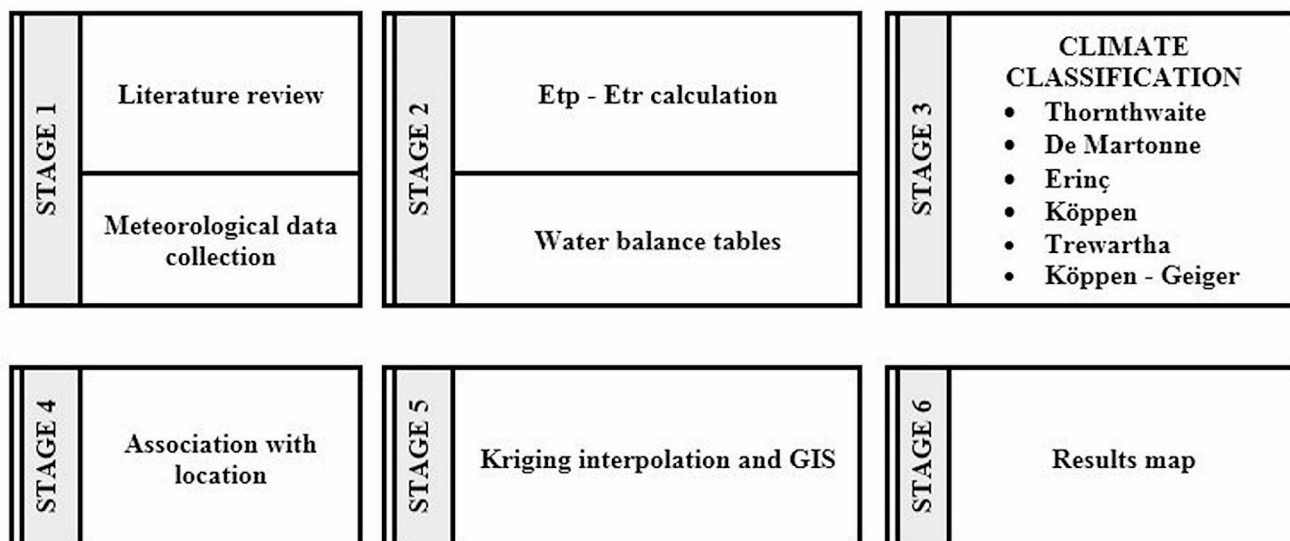 STAGE 1
Literature review
Meteorological data
collection
STAGE 2
Etp - Etr calculation
Water balance tables
STAGE 3
CLIMATE
CLASSIFICATION
• Thornthwaite
• De Martonne
• Erinç
• Köppen
• Trewartha
• Köppen - Geiger
STAGE 4
Association with
location
STAGE 5
Kriging interpolation and GIS
STAGE 6
Results map